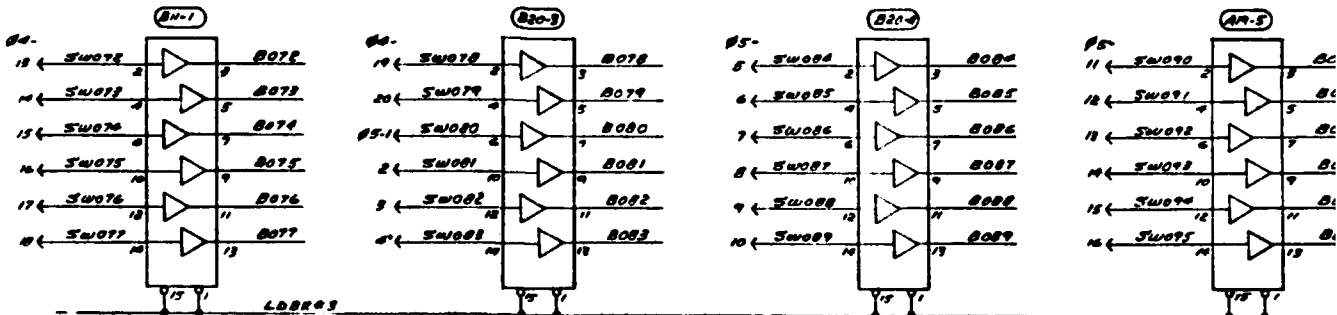 B11-1 B20-3 B20-4 A19-5
Ø4- Ø4- Ø5- Ø5-
13 SW072 2 3 B072 19 SW078 2 3 B078 5 SW084 2 3 B084 11 SW090 2 3
14 SW073 4 5 B073 20 SW079 4 5 B079 6 SW085 4 5 B085 12 SW091 4 5
15 SW074 6 7 B074 Ø5-1 SW080 6 7 B080 7 SW086 6 7 B086 13 SW092 6 7
16 SW075 10 9 B075 2 SW081 10 9 B081 8 SW087 10 9 B087 14 SW093 10 9
17 SW076 12 11 B076 3 SW082 12 11 B082 9 SW088 12 11 B088 15 SW094 12 11
18 SW077 14 13 B077 4 SW083 14 13 B083 10 SW089 14 13 B089 16 SW095 14 13
15 1 15 1 15 1 15 1
LDBR#3